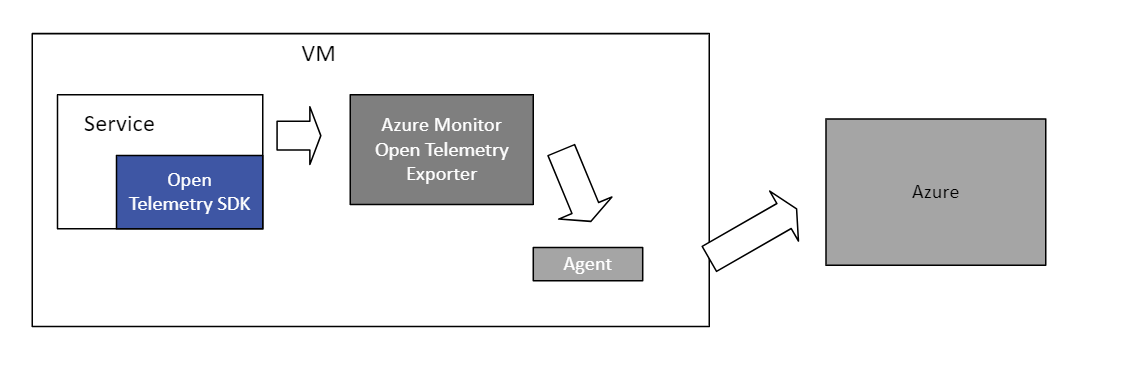 VM
Service
Open
Telemetry SDK
Azure Monitor
Open Telemetry
Exporter
Agent
Azure